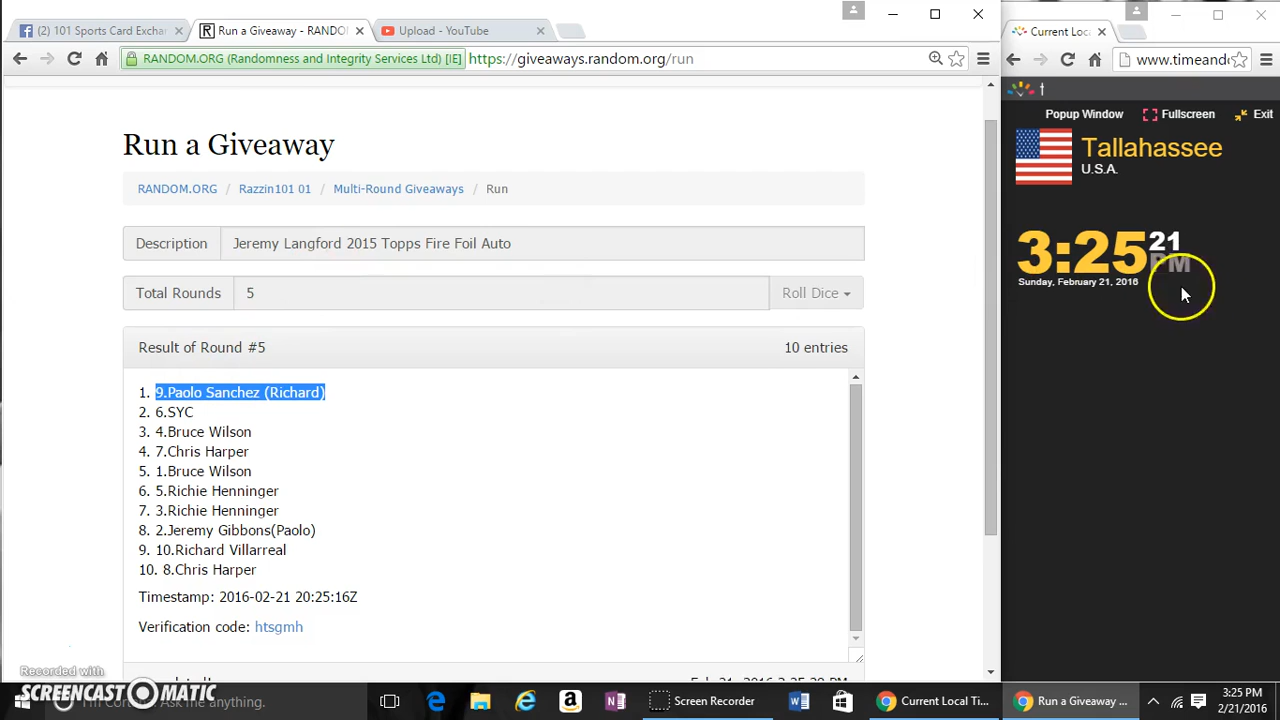 (2) 101 Sports Card Exchan
Run a Giveaway - RANDO
Upload - YouTube
Current Loc
RANDOM.ORG (Randomness and Integrity Services Ltd) [IE]
https://giveaways.random.org/run
www.timeand
t
Popup Window
Fullscreen
Exit
Tallahassee
U.S.A.
3:25 21 PM
Sunday, February 21, 2016
Run a Giveaway
RANDOM.ORG / Razzin101 01 / Multi-Round Giveaways / Run
Description Jeremy Langford 2015 Topps Fire Foil Auto
Total Rounds 5 Roll Dice
Result of Round #5 10 entries
1. 9.Paolo Sanchez (Richard)
2. 6.SYC
3. 4.Bruce Wilson
4. 7.Chris Harper
5. 1.Bruce Wilson
6. 5.Richie Henninger
7. 3.Richie Henninger
8. 2.Jeremy Gibbons(Paolo)
9. 10.Richard Villarreal
10. 8.Chris Harper
Timestamp: 2016-02-21 20:25:16Z
Verification code: htsgmh
Recorded with
SCREENCAST MATIC
Ask me anything.
Screen Recorder
Current Local Ti...
Run a Giveaway ...
3:25 PM
2/21/2016